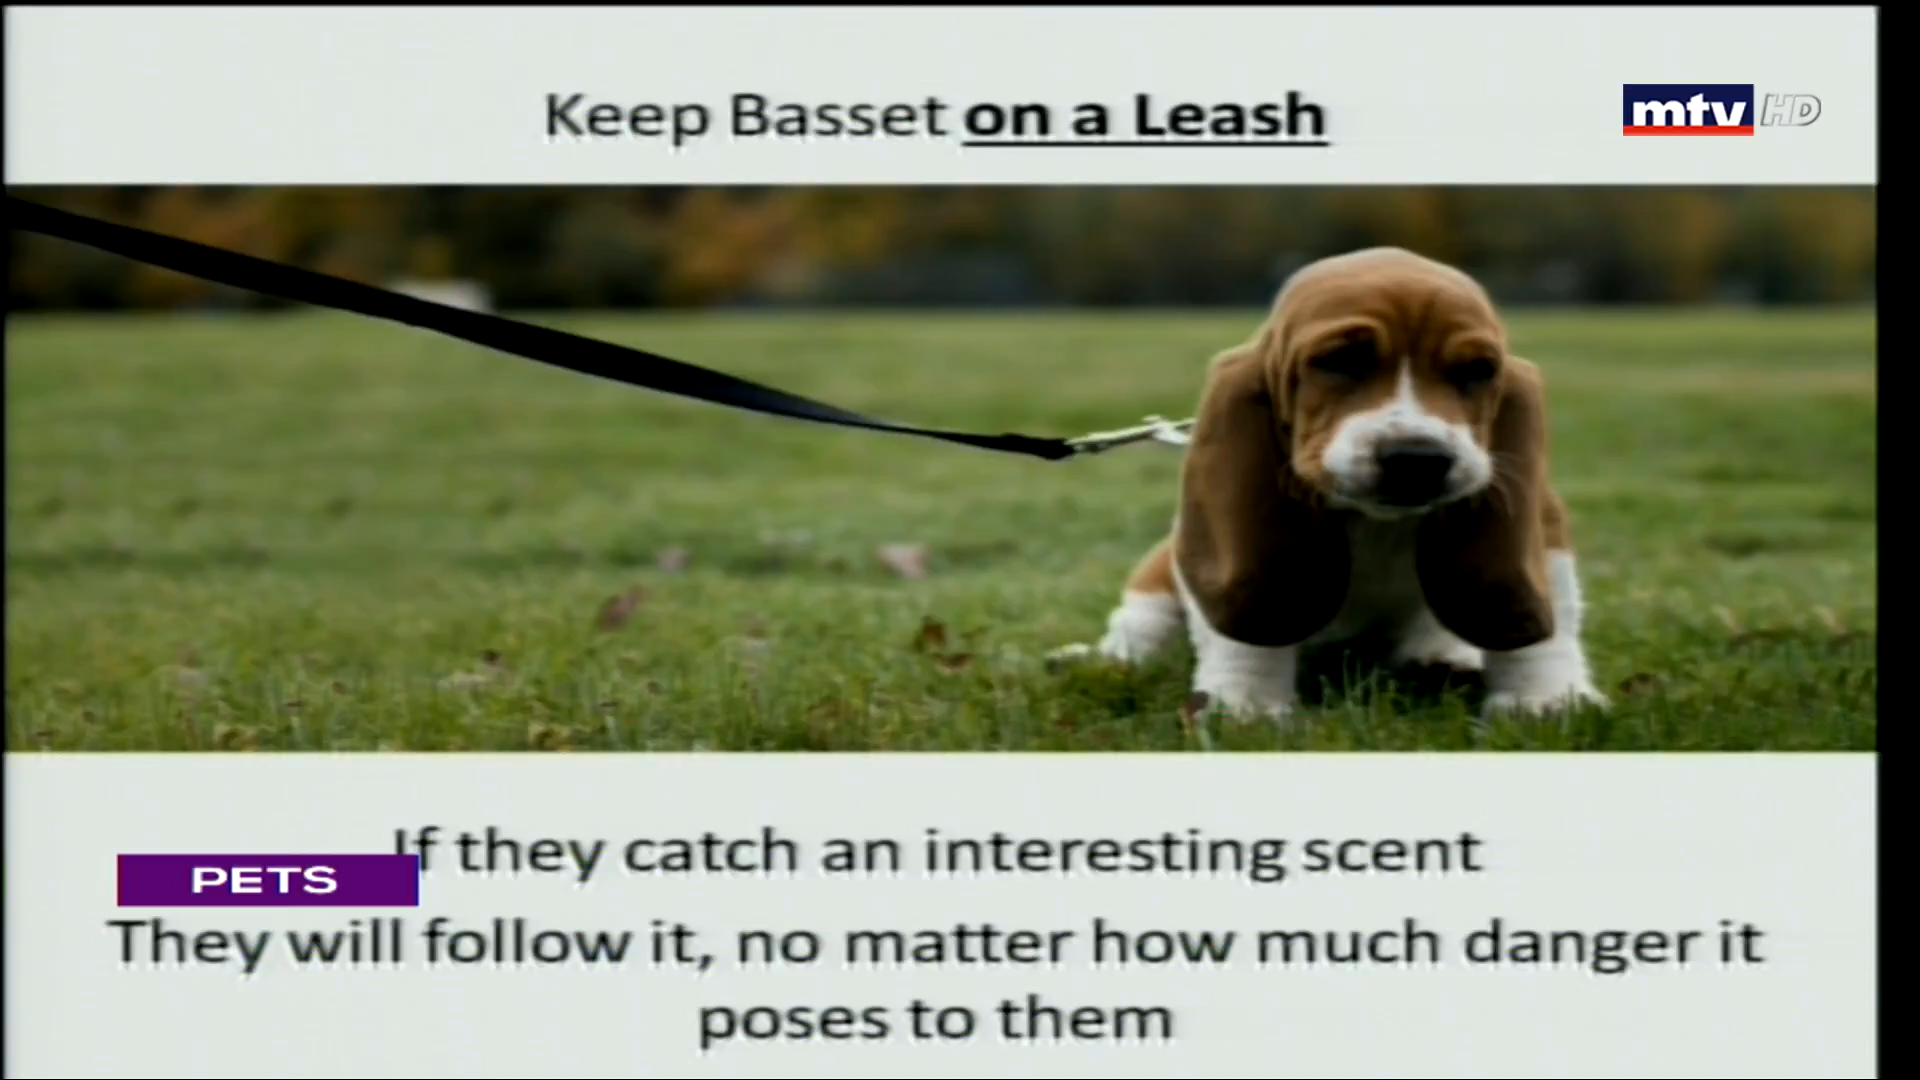 Keep Basset on a Leash
mtv HD
If they catch an interesting scent
PETS
They will follow it, no matter how much danger it
poses to them